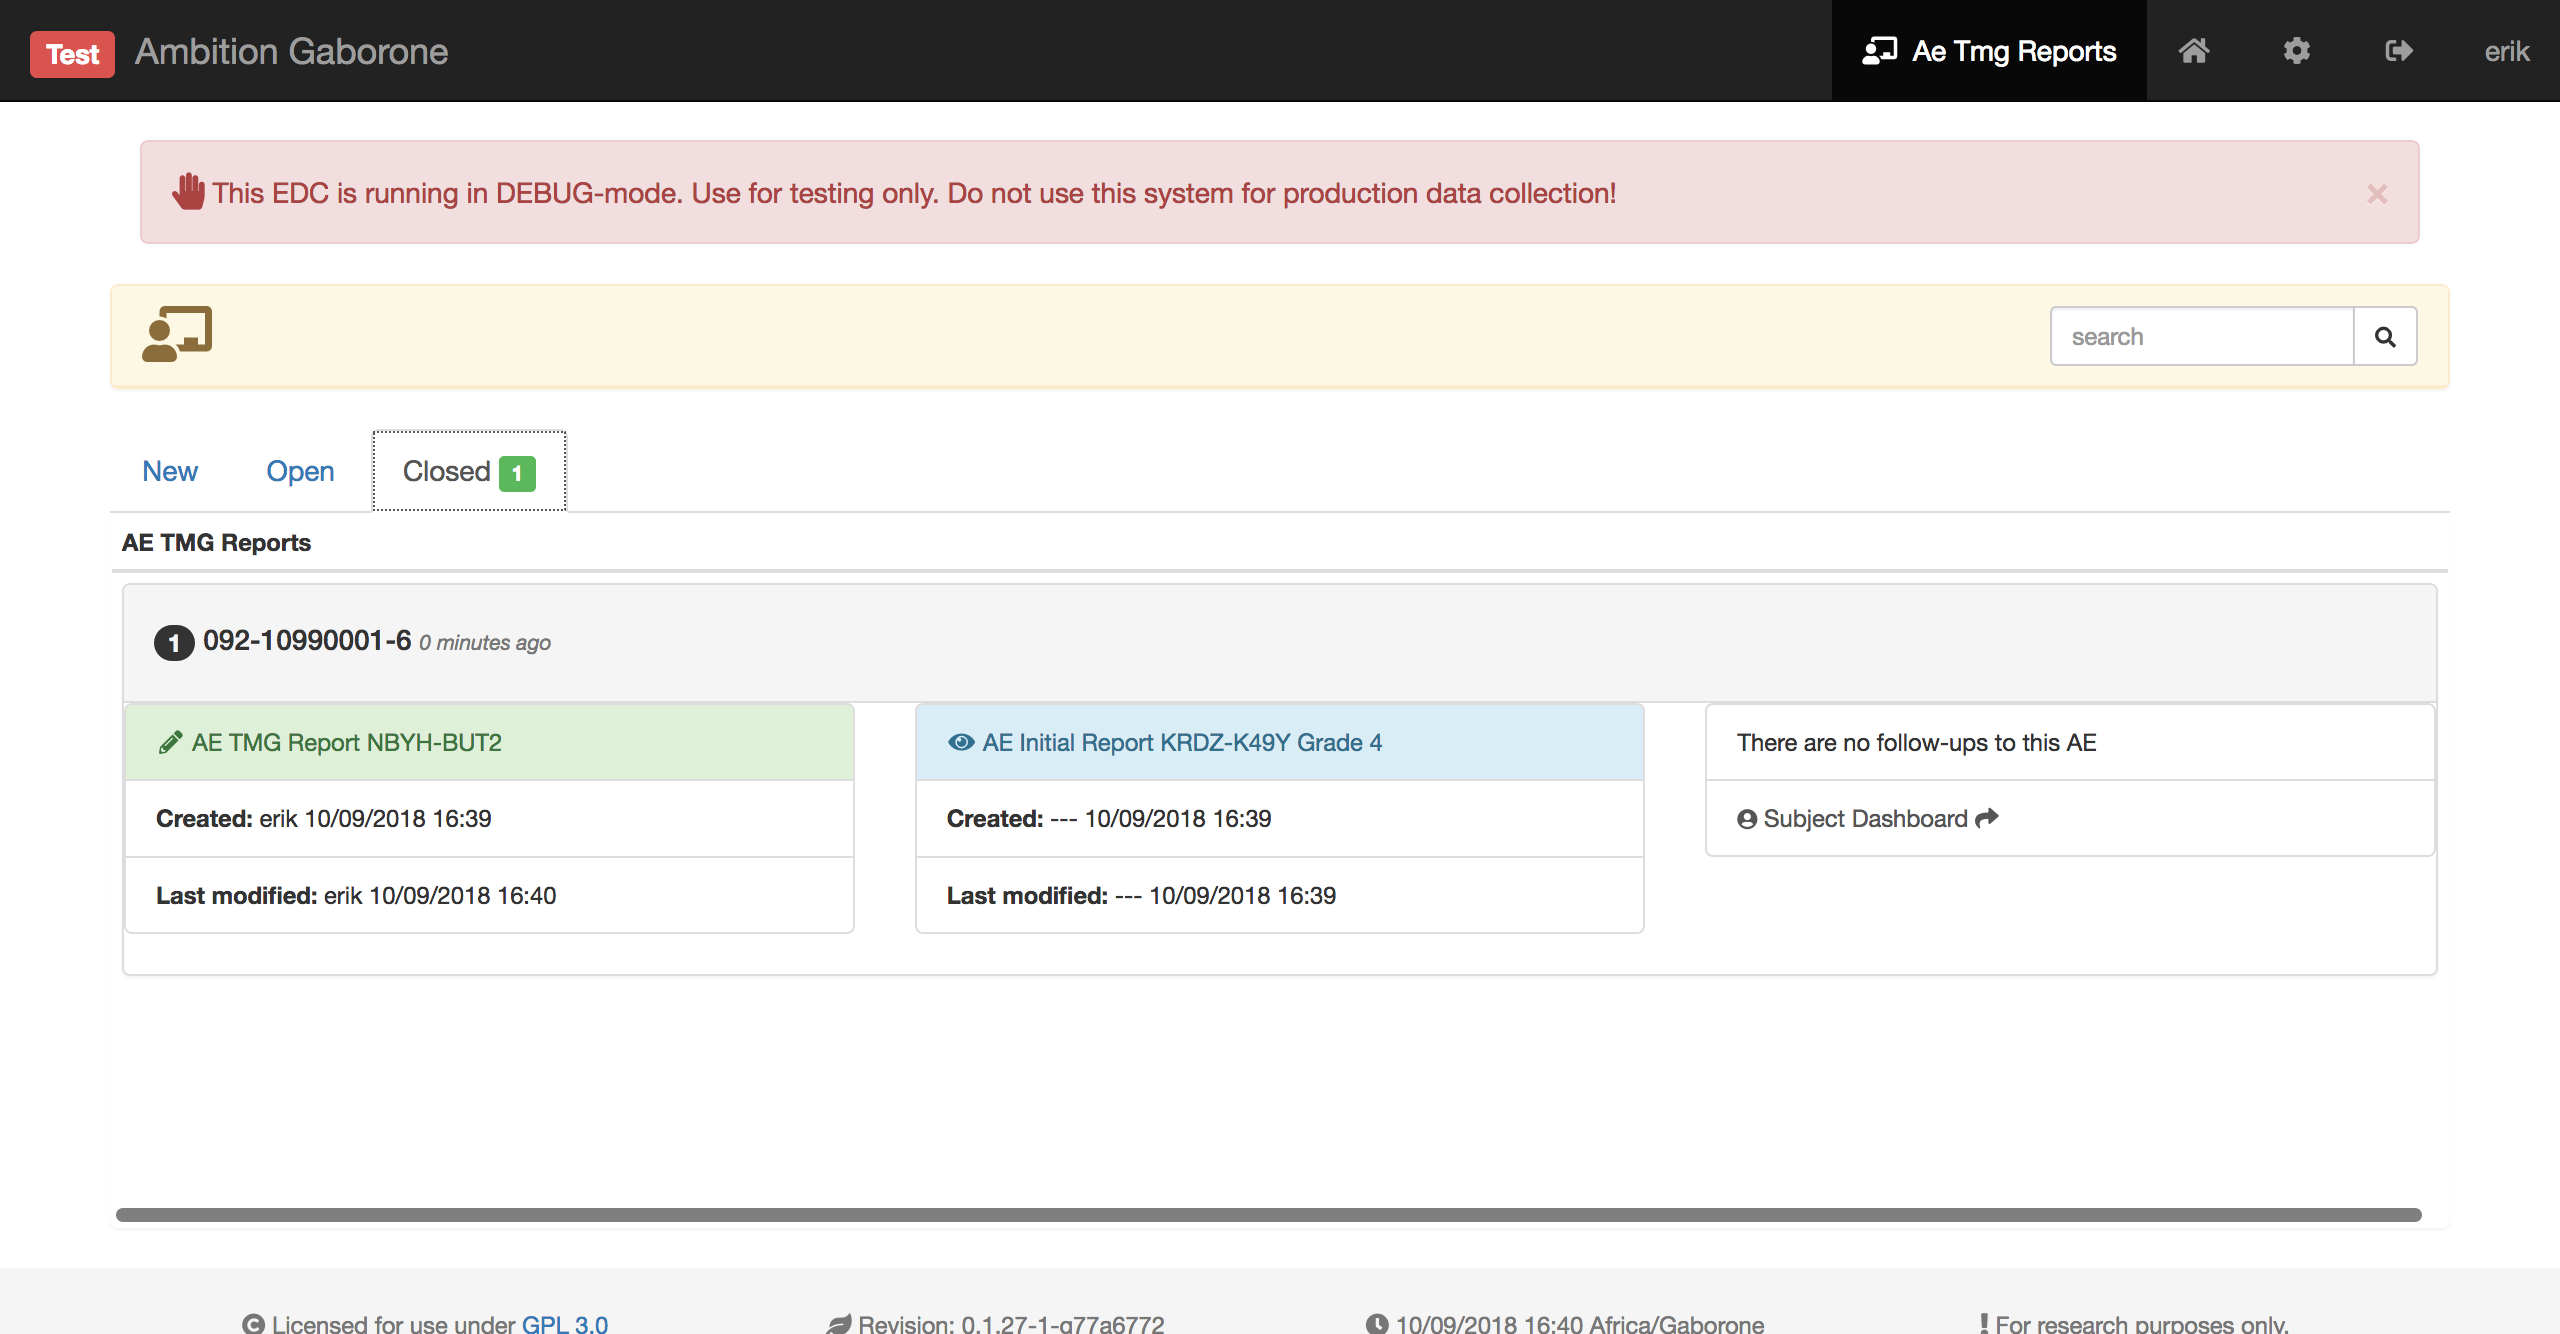 Test Ambition Gaborone Ae Tmg Reports erik
This EDC is running in DEBUG-mode. Use for testing only. Do not use this system for production data collection! ×
search
New Open Closed 1
AE TMG Reports
1 092-10990001-6 0 minutes ago
AE TMG Report NBYH-BUT2
Created: erik 10/09/2018 16:39
Last modified: erik 10/09/2018 16:40
AE Initial Report KRDZ-K49Y Grade 4
Created: --- 10/09/2018 16:39
Last modified: --- 10/09/2018 16:39
There are no follow-ups to this AE
Subject Dashboard
Licensed for use under GPL 3.0
Revision: 0.1.27-1-g77a6772
10/09/2018 16:40 Africa/Gaborone
For research purposes only.